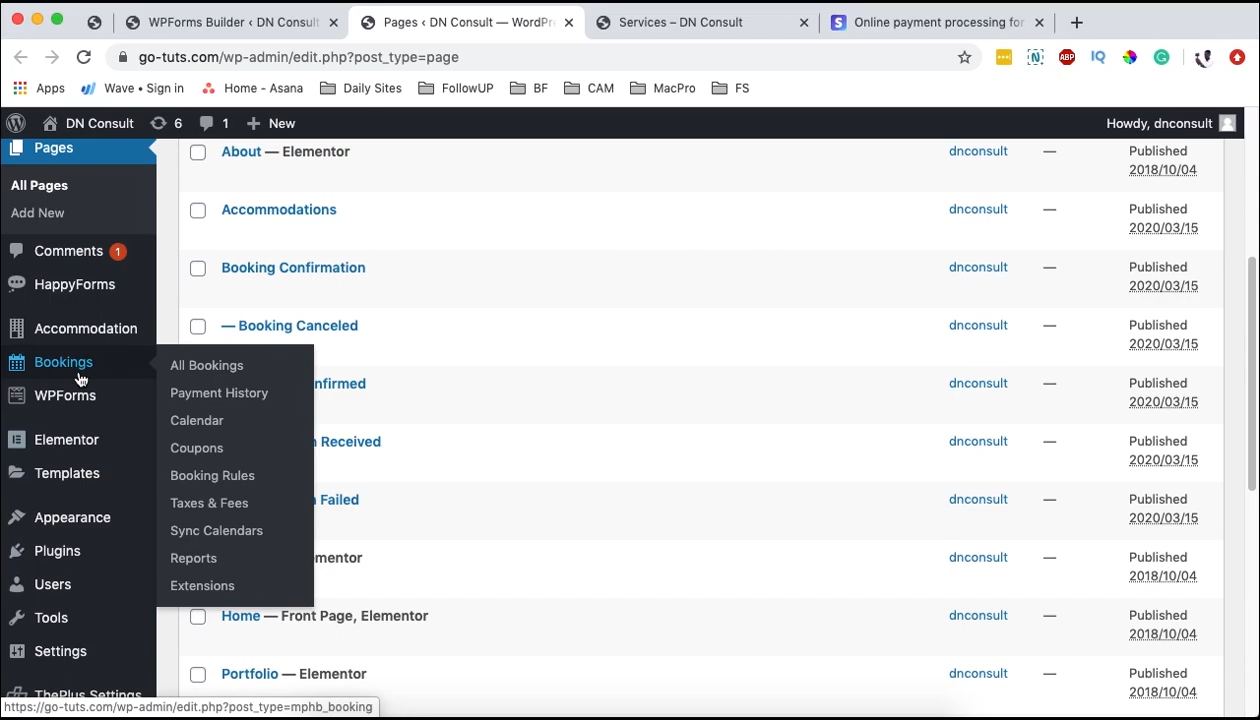 WPForms Builder ‹ DN Consult
Pages ‹ DN Consult — WordPre
Services – DN Consult
Online payment processing for
go-tuts.com/wp-admin/edit.php?post_type=page
Apps
Wave • Sign in
Home - Asana
Daily Sites
FollowUP
BF
CAM
MacPro
FS
DN Consult
6
1
New
Howdy, dnconsult
Pages
All Pages
Add New
Comments 1
HappyForms
Accommodation
Bookings
WPForms
Elementor
Templates
Appearance
Plugins
Users
Tools
Settings
ThePlus Settings
All Bookings
Payment History
Calendar
Coupons
Booking Rules
Taxes & Fees
Sync Calendars
Reports
Extensions
About — Elementor dnconsult — Published
2018/10/04
Accommodations dnconsult — Published
2020/03/15
Booking Confirmation dnconsult — Published
2020/03/15
— Booking Canceled dnconsult — Published
2020/03/15
nfirmed dnconsult — Published
2020/03/15
n Received dnconsult — Published
2020/03/15
n Failed dnconsult — Published
2020/03/15
ementor dnconsult — Published
2018/10/04
Home — Front Page, Elementor dnconsult — Published
2018/10/04
Portfolio — Elementor dnconsult — Published
2018/10/04
https://go-tuts.com/wp-admin/edit.php?post_type=mphb_booking